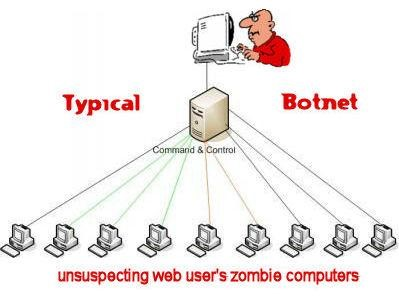 Typical Botnet
Command & Control
unsuspecting web user's zombie computers